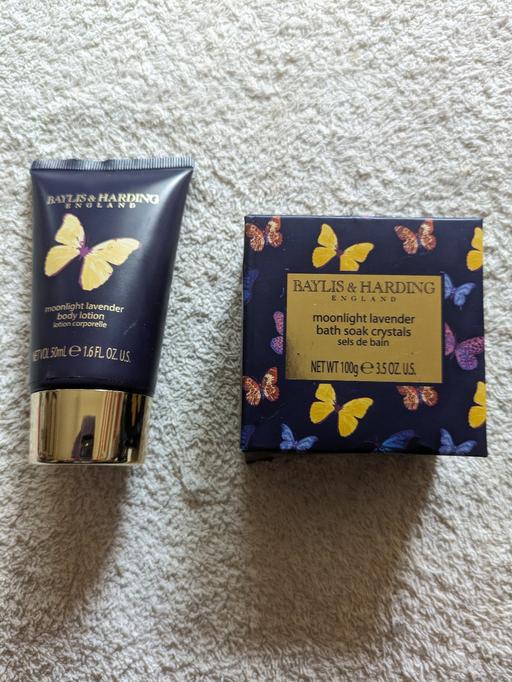 BAYLIS & HARDING
ENGLAND
moonlight lavender
body lotion
lotion corporelle
NET VOL 50mL e 1.6 FL. OZ. U.S.
BAYLIS & HARDING
ENGLAND
moonlight lavender
bath soak crystals
sels de bain
NET WT 100g e 3.5 OZ. U.S.